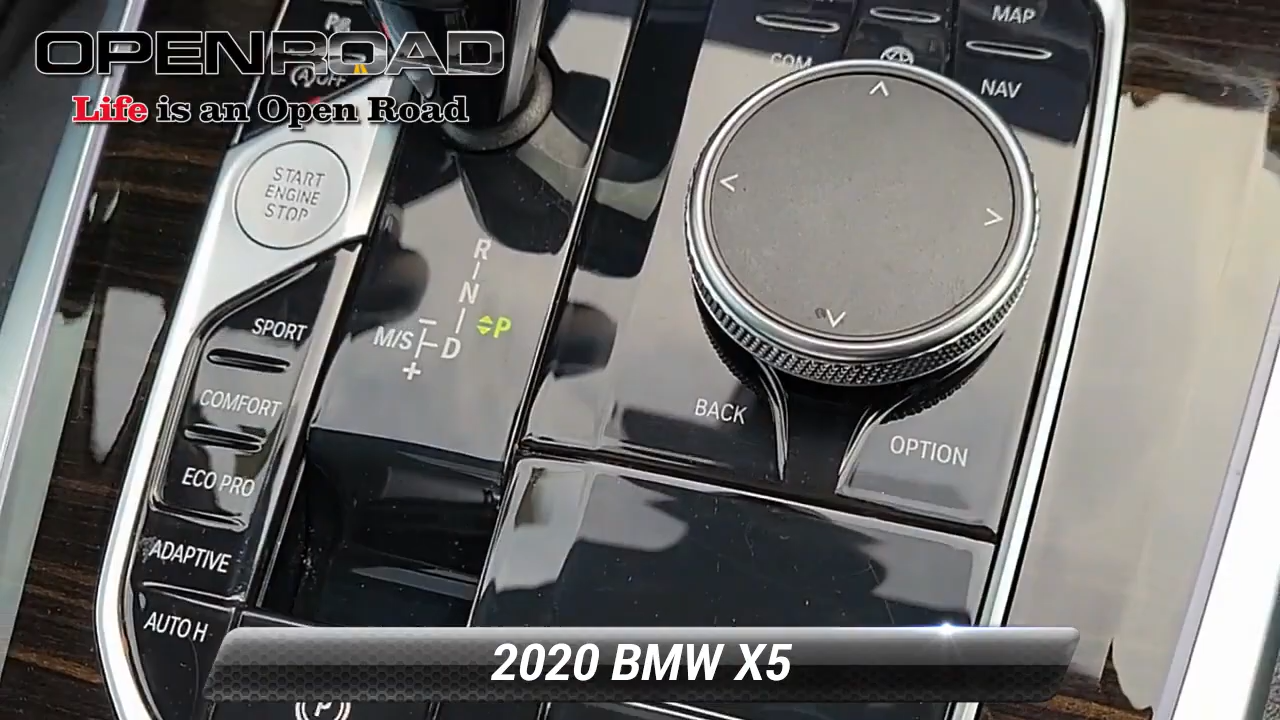 OPENROAD
Life is an Open Road
OFF
START
ENGINE
STOP
SPORT
COMFORT
ECO PRO
ADAPTIVE
AUTO H
R
N
P
M/S
D
+
MAP
COM
NAV
BACK
OPTION
2020 BMW X5
P